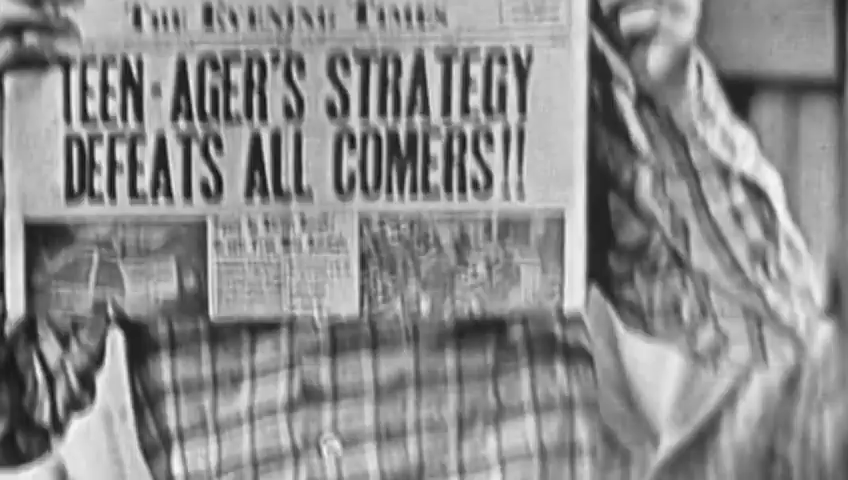 THE EVENING TIMES
TEEN-AGER'S STRATEGY
DEFEATS ALL COMERS!!